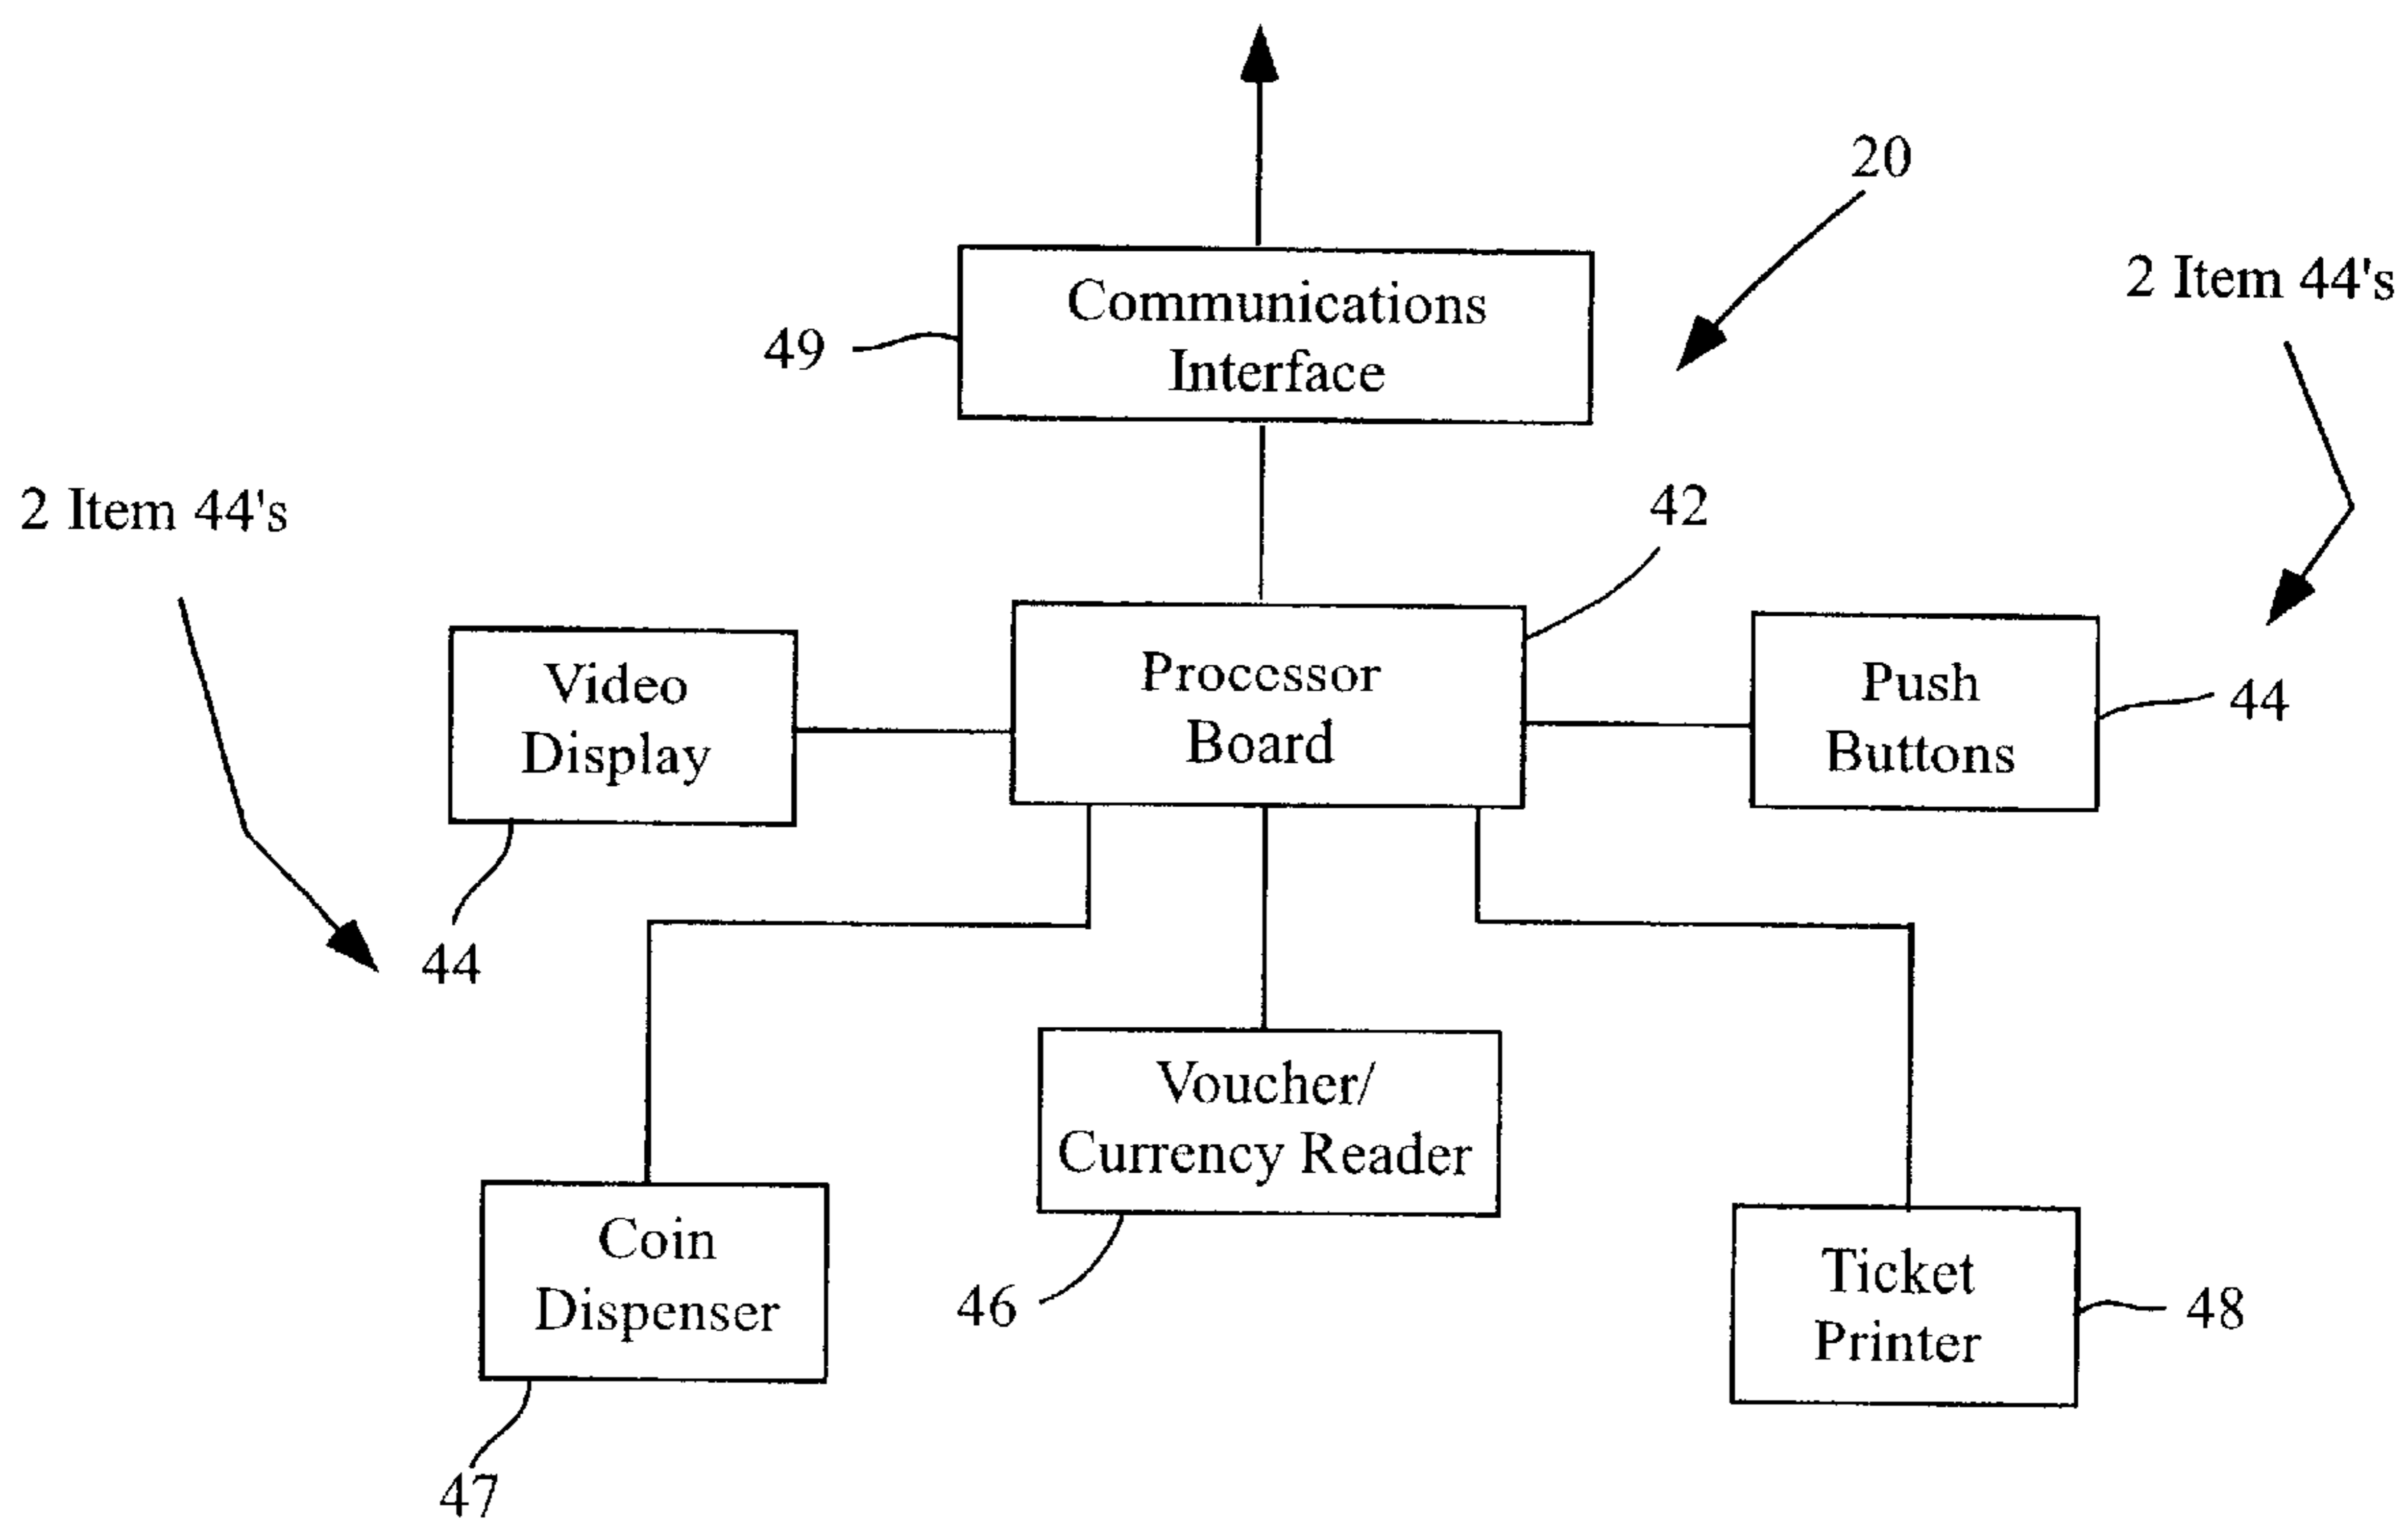 20
2 Item 44's
Communications
Interface
49
2 Item 44's
42
Video
Display
Processor
Board
Push
Buttons
44
44
Voucher/
Currency Reader
Coin
Dispenser
46
Ticket
Printer
48
47